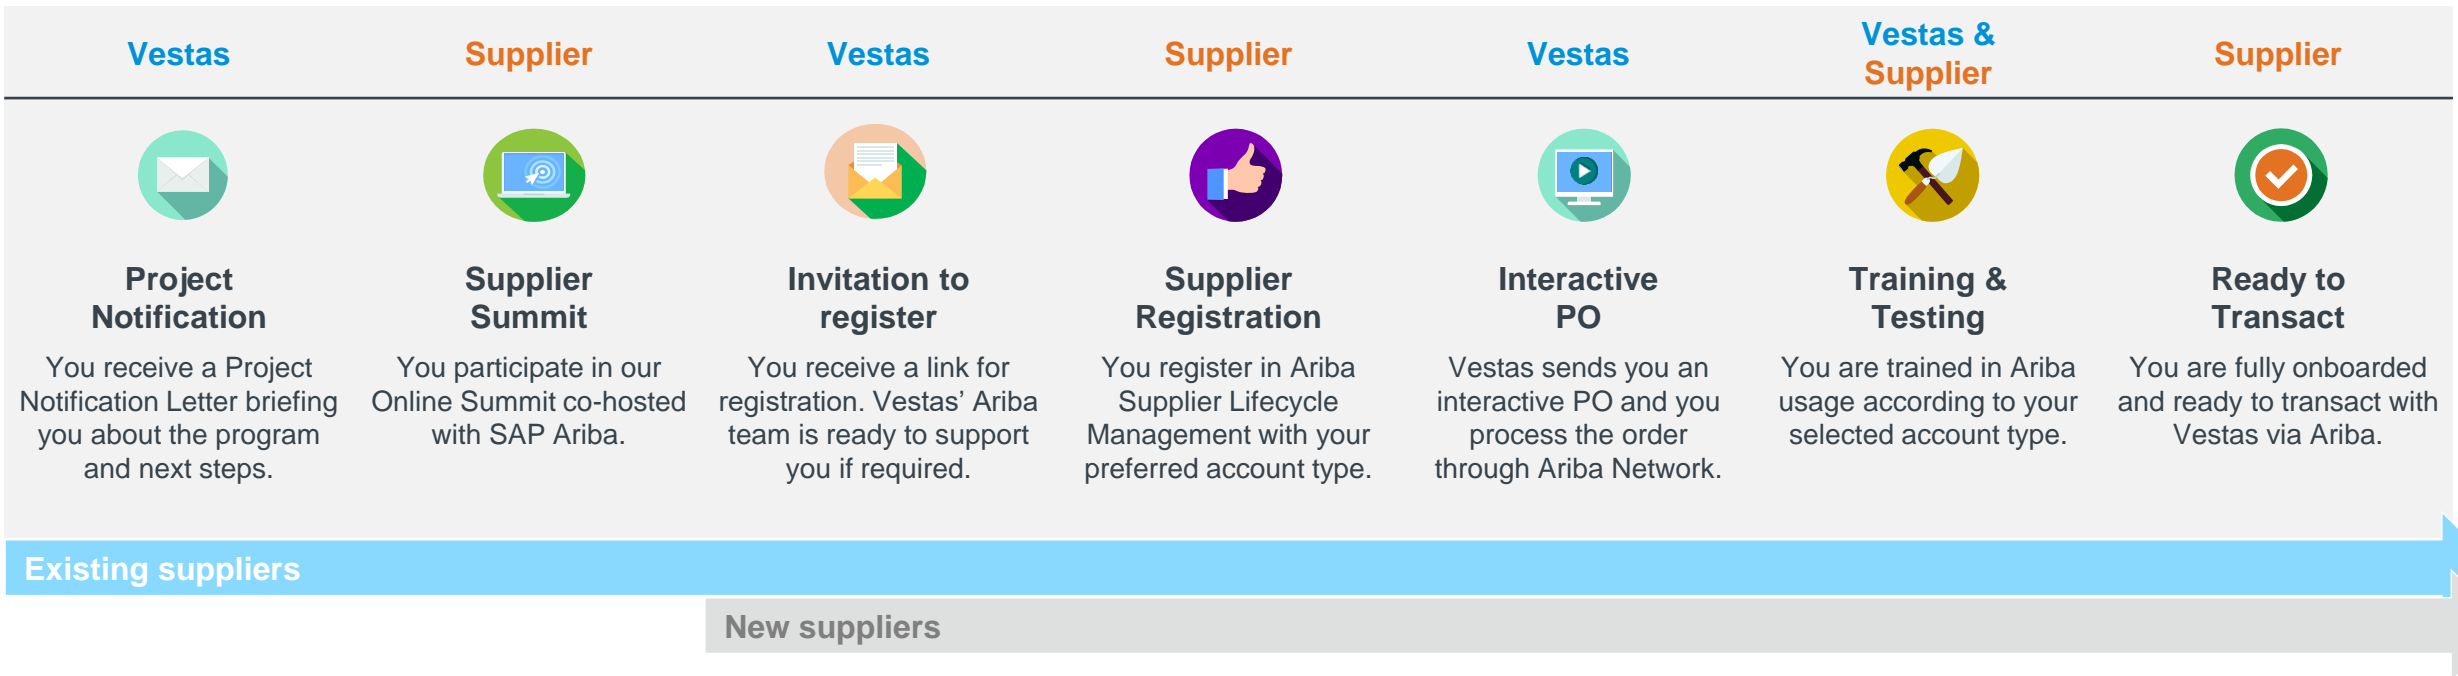 Vestas
Supplier
Vestas
Supplier
Vestas
Vestas &
Supplier
Supplier
Project
Notification
You receive a Project
Notification Letter briefing
you about the program
and next steps.
Supplier
Summit
You participate in our
Online Summit co-hosted
with SAP Ariba.
Invitation to
register
You receive a link for
registration. Vestas’ Ariba
team is ready to support
you if required.
Supplier
Registration
You register in Ariba
Supplier Lifecycle
Management with your
preferred account type.
Interactive
PO
Vestas sends you an
interactive PO and you
process the order
through Ariba Network.
Training &
Testing
You are trained in Ariba
usage according to your
selected account type.
Ready to
Transact
You are fully onboarded
and ready to transact with
Vestas via Ariba.
Existing suppliers
New suppliers